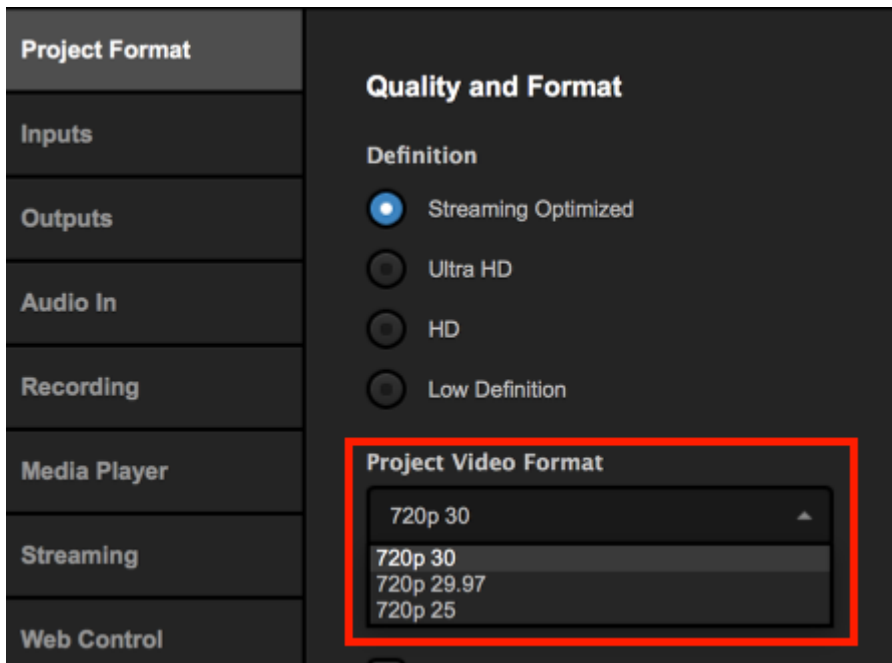 Project Format
Inputs
Outputs
Audio In
Recording
Media Player
Streaming
Web Control
Quality and Format
Definition
Streaming Optimized
Ultra HD
HD
Low Definition
Project Video Format
720p 30
720p 30
720p 29.97
720p 25